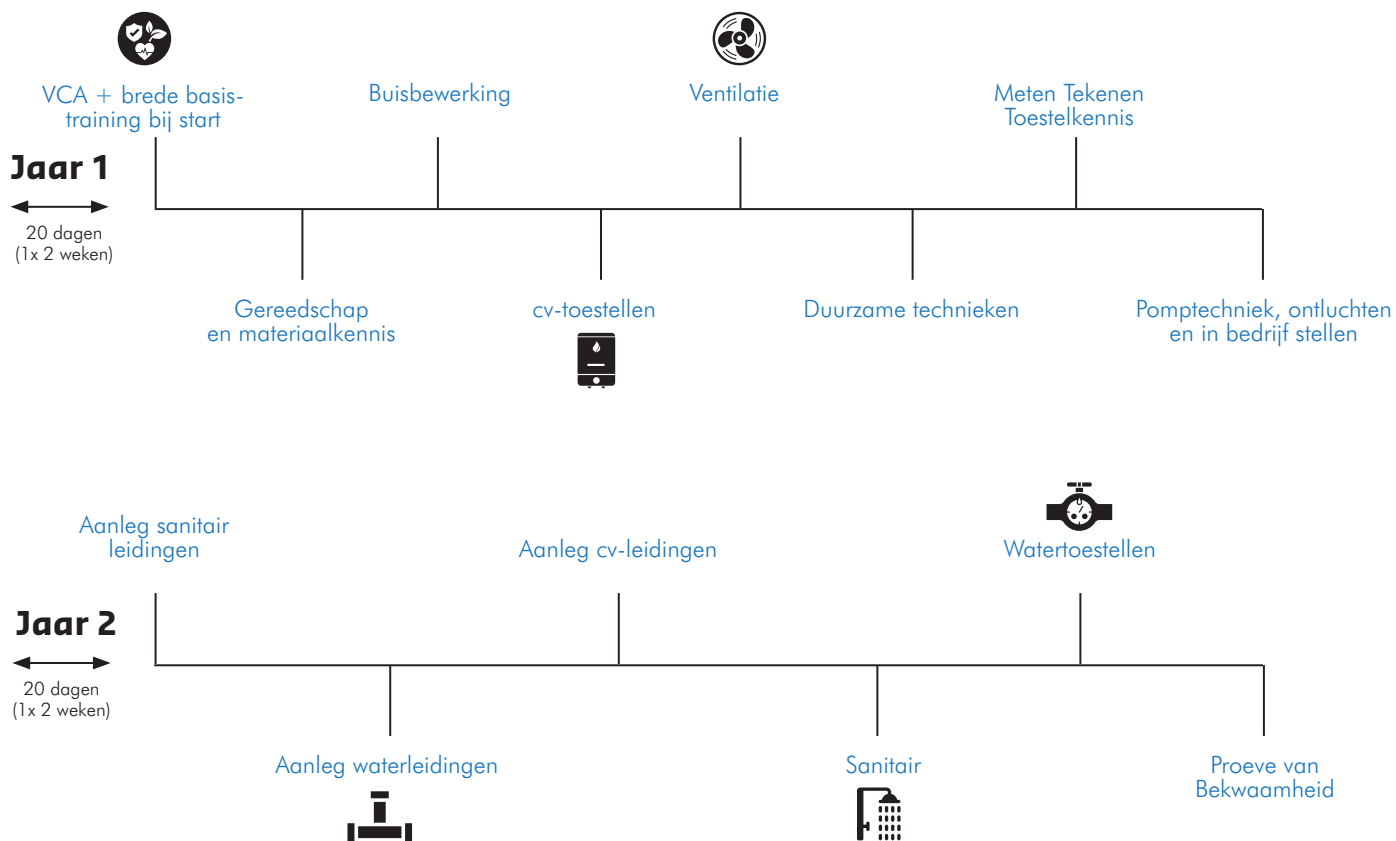 VCA + brede basis-
training bij start
Buisbewerking
Ventilatie
Meten Tekenen
Toestelkennis
Jaar 1
20 dagen
(1x 2 weken)
Gereedschap
en materiaalkennis
cv-toestellen
Duurzame technieken
Pomptechniek, ontluchten
en in bedrijf stellen
Aanleg sanitair
leidingen
Aanleg cv-leidingen
Watertoestellen
Jaar 2
20 dagen
(1x 2 weken)
Aanleg waterleidingen
Sanitair
Proeve van
Bekwaamheid